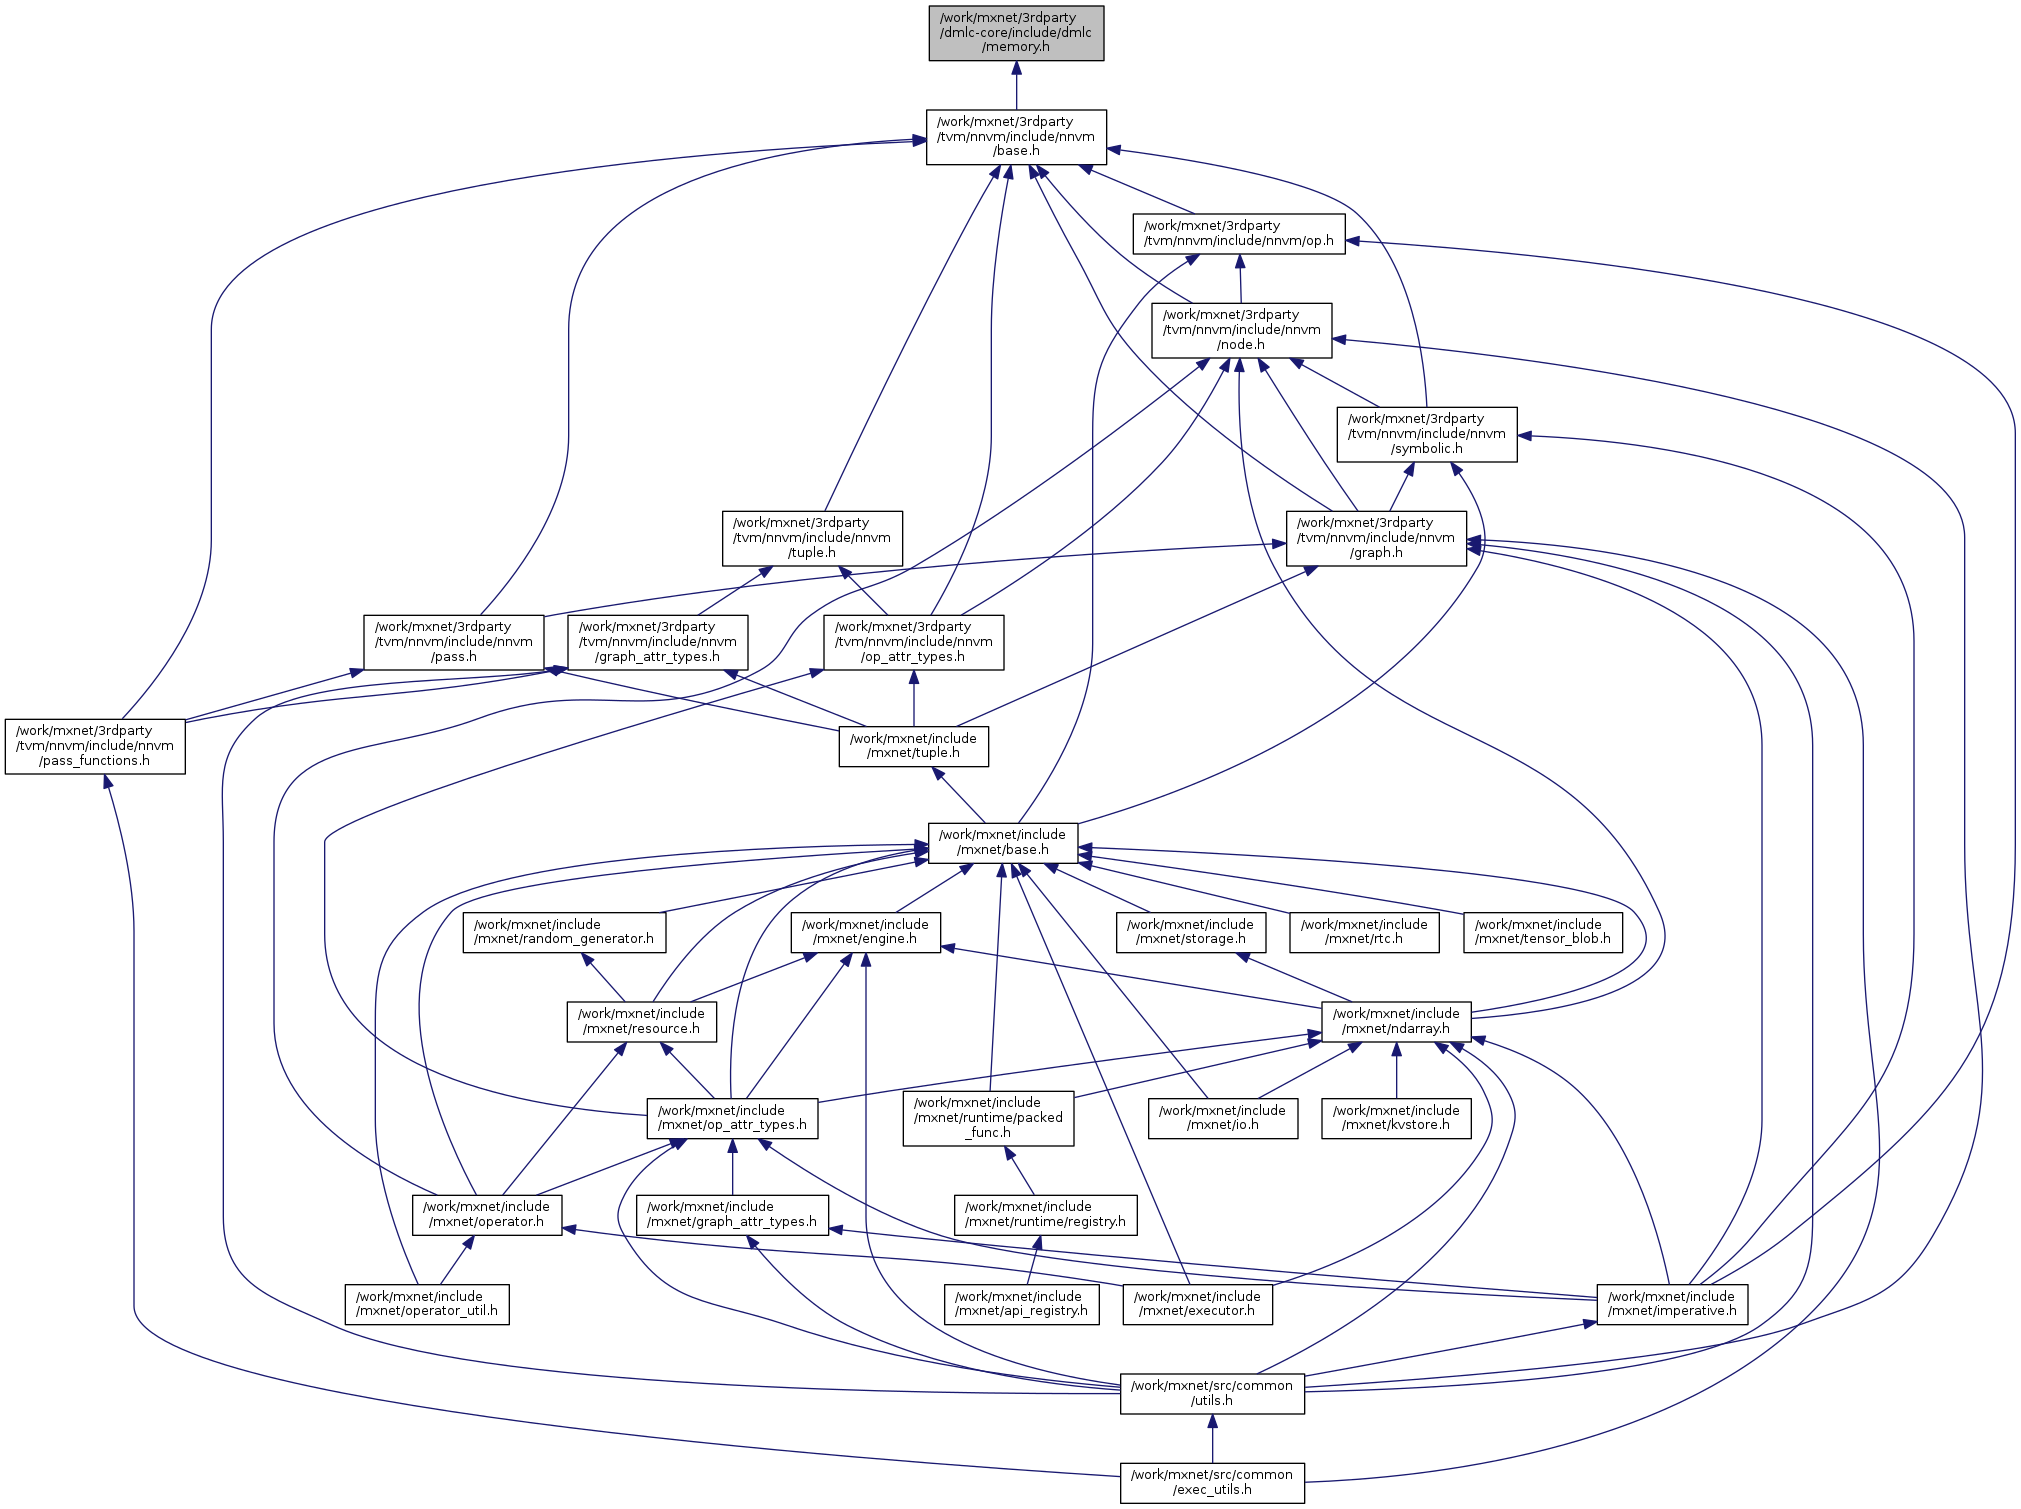 /work/mxnet/3rdparty
/dmlc-core/include/dmlc
/memory.h
/work/mxnet/3rdparty
/tvm/nnvm/include/nnvm
/base.h
/work/mxnet/3rdparty
/tvm/nnvm/include/nnvm/op.h
/work/mxnet/3rdparty
/tvm/nnvm/include/nnvm
/node.h
/work/mxnet/3rdparty
/tvm/nnvm/include/nnvm
/symbolic.h
/work/mxnet/3rdparty
/tvm/nnvm/include/nnvm
/tuple.h
/work/mxnet/3rdparty
/tvm/nnvm/include/nnvm
/graph.h
/work/mxnet/3rdparty
/tvm/nnvm/include/nnvm
/pass.h
/work/mxnet/3rdparty
/tvm/nnvm/include/nnvm
/graph_attr_types.h
/work/mxnet/3rdparty
/tvm/nnvm/include/nnvm
/op_attr_types.h
/work/mxnet/3rdparty
/tvm/nnvm/include/nnvm
/pass_functions.h
/work/mxnet/include
/mxnet/tuple.h
/work/mxnet/include
/mxnet/base.h
/work/mxnet/include
/mxnet/random_generator.h
/work/mxnet/include
/mxnet/engine.h
/work/mxnet/include
/mxnet/storage.h
/work/mxnet/include
/mxnet/rtc.h
/work/mxnet/include
/mxnet/tensor_blob.h
/work/mxnet/include
/mxnet/resource.h
/work/mxnet/include
/mxnet/ndarray.h
/work/mxnet/include
/mxnet/op_attr_types.h
/work/mxnet/include
/mxnet/runtime/packed
_func.h
/work/mxnet/include
/mxnet/io.h
/work/mxnet/include
/mxnet/kvstore.h
/work/mxnet/include
/mxnet/operator.h
/work/mxnet/include
/mxnet/graph_attr_types.h
/work/mxnet/include
/mxnet/runtime/registry.h
/work/mxnet/include
/mxnet/operator_util.h
/work/mxnet/include
/mxnet/api_registry.h
/work/mxnet/include
/mxnet/executor.h
/work/mxnet/include
/mxnet/imperative.h
/work/mxnet/src/common
/utils.h
/work/mxnet/src/common
/exec_utils.h